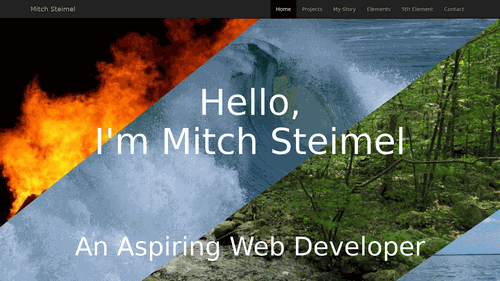 Mitch Steimel
Home Projects My Story Elements 5th Element Contact
Hello,
I'm Mitch Steimel
An Aspiring Web Developer